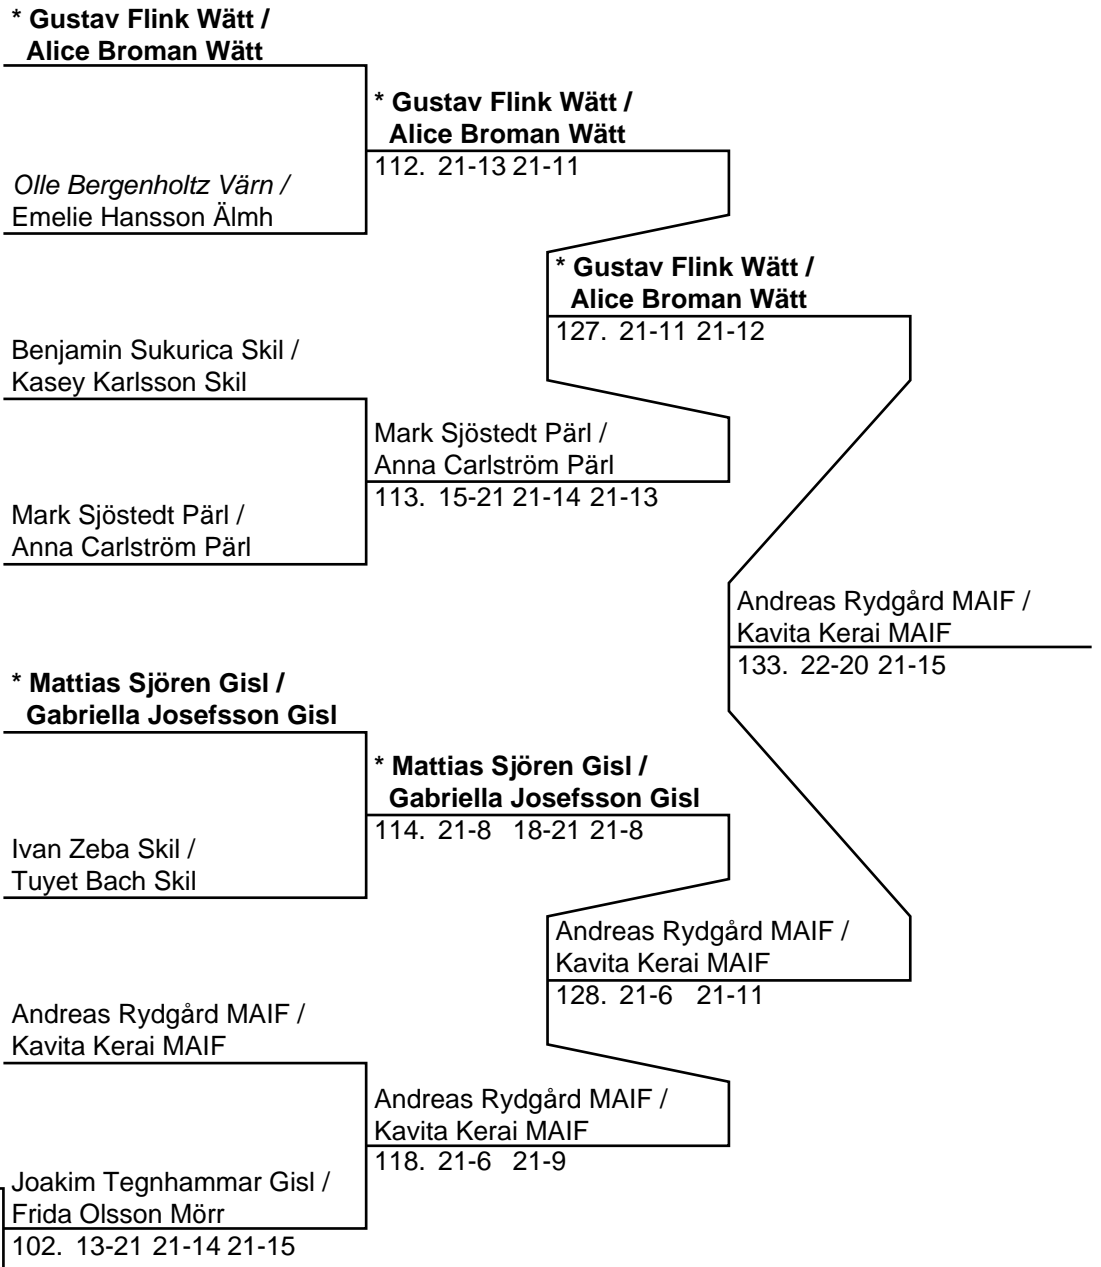 * Gustav Flink Wätt /
Alice Broman Wätt
* Gustav Flink Wätt /
Alice Broman Wätt
112. 21-13 21-11
Olle Bergenholtz Värn /
Emelie Hansson Älmh
* Gustav Flink Wätt /
Alice Broman Wätt
127. 21-11 21-12
Benjamin Sukurica Skil /
Kasey Karlsson Skil
Mark Sjöstedt Pärl /
Anna Carlström Pärl
113. 15-21 21-14 21-13
Mark Sjöstedt Pärl /
Anna Carlström Pärl
Andreas Rydgård MAIF /
Kavita Kerai MAIF
133. 22-20 21-15
* Mattias Sjören Gisl /
Gabriella Josefsson Gisl
* Mattias Sjören Gisl /
Gabriella Josefsson Gisl
114. 21-8 18-21 21-8
Ivan Zeba Skil /
Tuyet Bach Skil
Andreas Rydgård MAIF /
Kavita Kerai MAIF
128. 21-6 21-11
Andreas Rydgård MAIF /
Kavita Kerai MAIF
Andreas Rydgård MAIF /
Kavita Kerai MAIF
118. 21-6 21-9
Joakim Tegnhammar Gisl /
Frida Olsson Mörr
102. 13-21 21-14 21-15